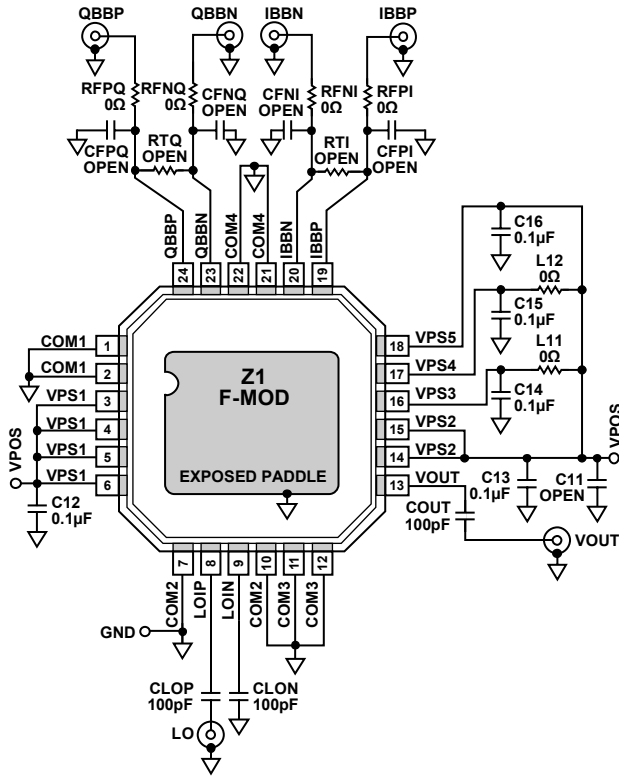 QBBP QBBN IBBN IBBP
RFPQ 0Ω
RFNQ 0Ω
CFNQ OPEN
CFNI OPEN
RFNI 0Ω
RFPI 0Ω
CFPQ OPEN
RTQ OPEN
RTI OPEN
CFPI OPEN
QBBP QBBN COM4 COM4 IBBN IBBP
24 23 22 21 20 19
C16
0.1µF
L12
0Ω
C15
0.1µF
L11
0Ω
C14
0.1µF
COM1 1
COM1 2
VPS1 3
VPS1 4
VPS1 5
VPS1 6
VPOS
C12
0.1µF
Z1
F-MOD
EXPOSED PADDLE
18 VPS5
17 VPS4
16 VPS3
15 VPS2
14 VPS2
13 VOUT
VPOS
C13
0.1µF
C11
OPEN
COUT
100pF
VOUT
7 8 9 10 11 12
COM2 LOIP LOIN COM2 COM3 COM3
GND
CLOP
100pF
CLON
100pF
LO